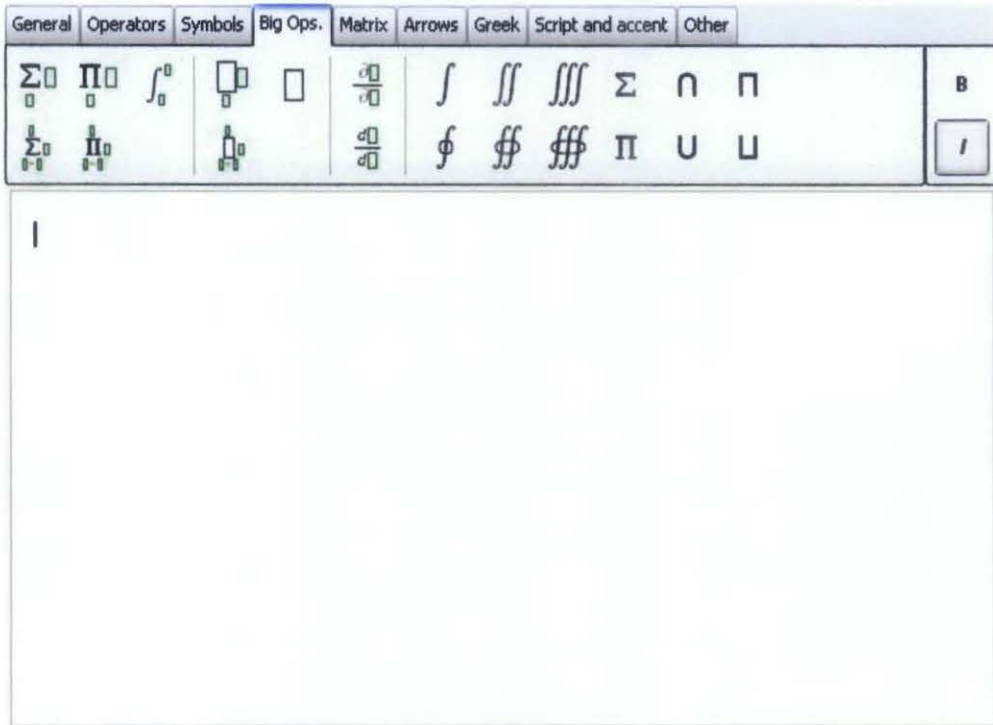 General Operators Symbols Big Ops. Matrix Arrows Greek Script and accent Other
Σ▯ Π▯ ∫ ▯ ∂▯/∂▯ ∫ ∬ ∭ Σ ∩ ⊓ B
Σ▯ Π▯ d▯/d▯ ∮ ∯ ∰ Π ∪ ⊔ I